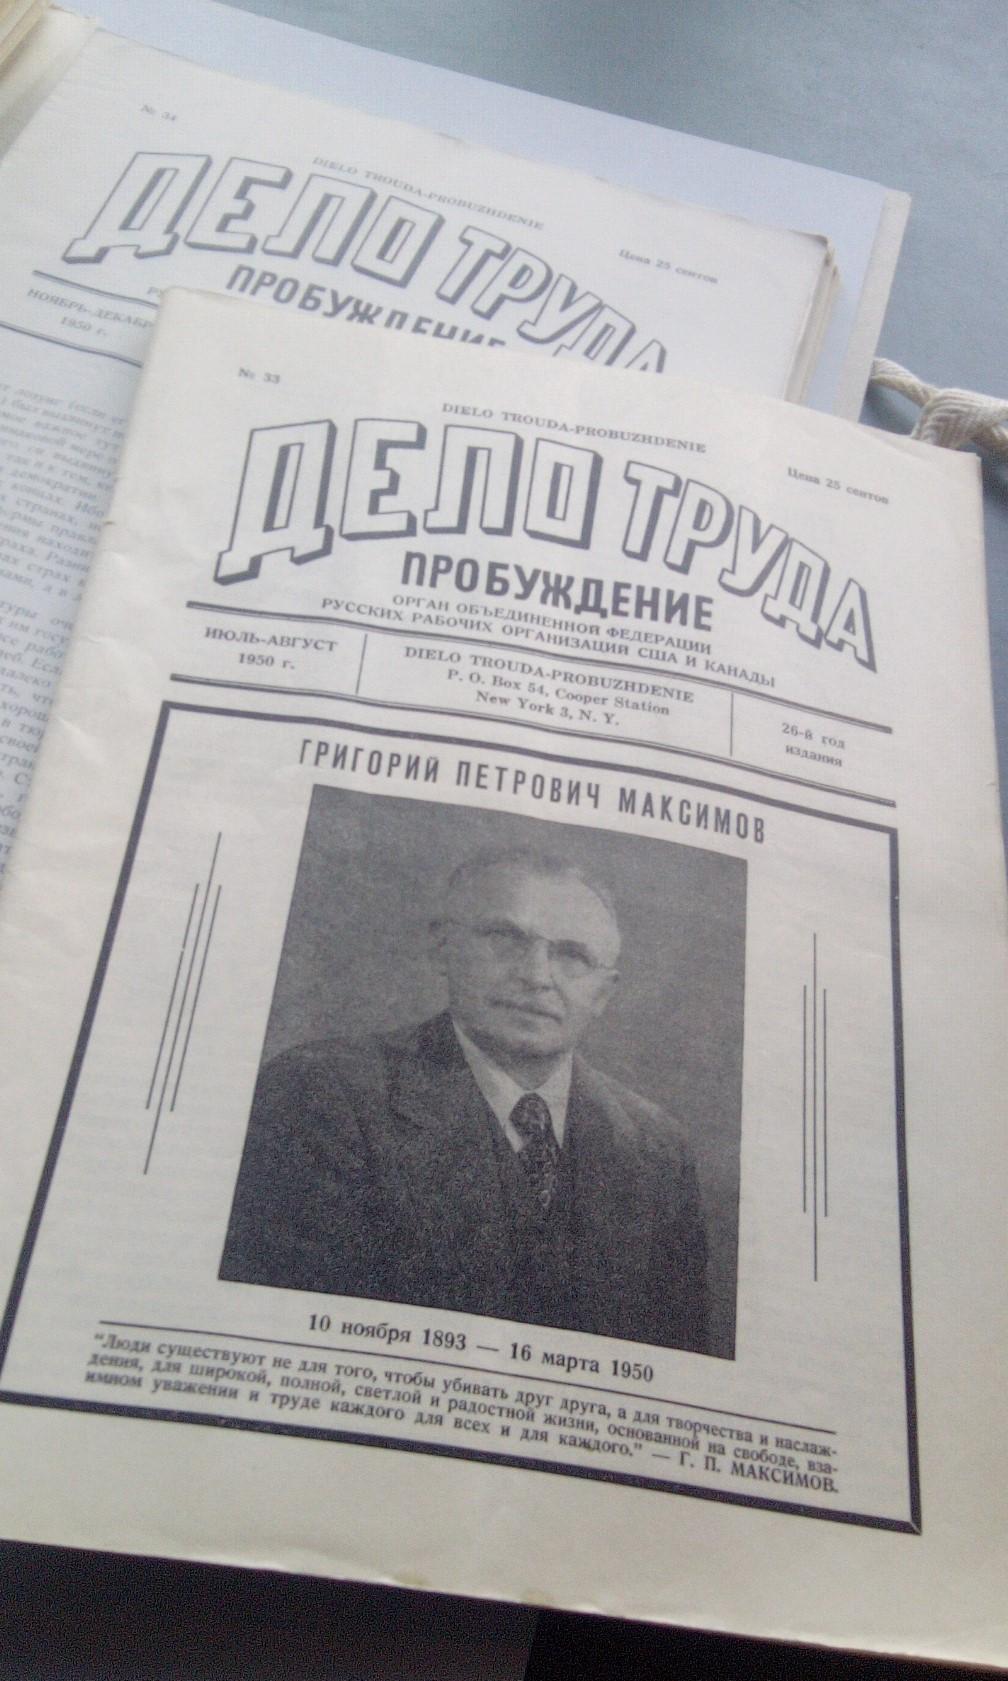 № 34
DIELO TROUDA-PROBUZHDENIE
ДЕЛО ТРУДА
Цена 25 сентов
ПРОБУЖДЕНИЕ
НОЯБРЬ-ДЕКАБР
1950 г.
№ 33
DIELO TROUDA-PROBUZHDENIE
Цена 25 сентов
ДЕЛО ТРУДА
ПРОБУЖДЕНИЕ
ОРГАН ОБЪЕДИНЕННОЙ ФЕДЕРАЦИИ
РУССКИХ РАБОЧИХ ОРГАНИЗАЦИЙ США И КАНАДЫ
ИЮЛЬ-АВГУСТ
1950 г.
DIELO TROUDA-PROBUZHDENIE
P. O. Box 54, Cooper Station
New York 3, N. Y.
26-й год
издания
ГРИГОРИЙ ПЕТРОВИЧ МАКСИМОВ
10 ноября 1893 — 16 марта 1950
"Люди существуют не для того, чтобы убивать друг друга, а для творчества и наслаж-
дения, для широкой, полной, светлой и радостной жизни, основанной на свободе, вза-
имном уважении и труде каждого для всех и для каждого." — Г. П. МАКСИМОВ.